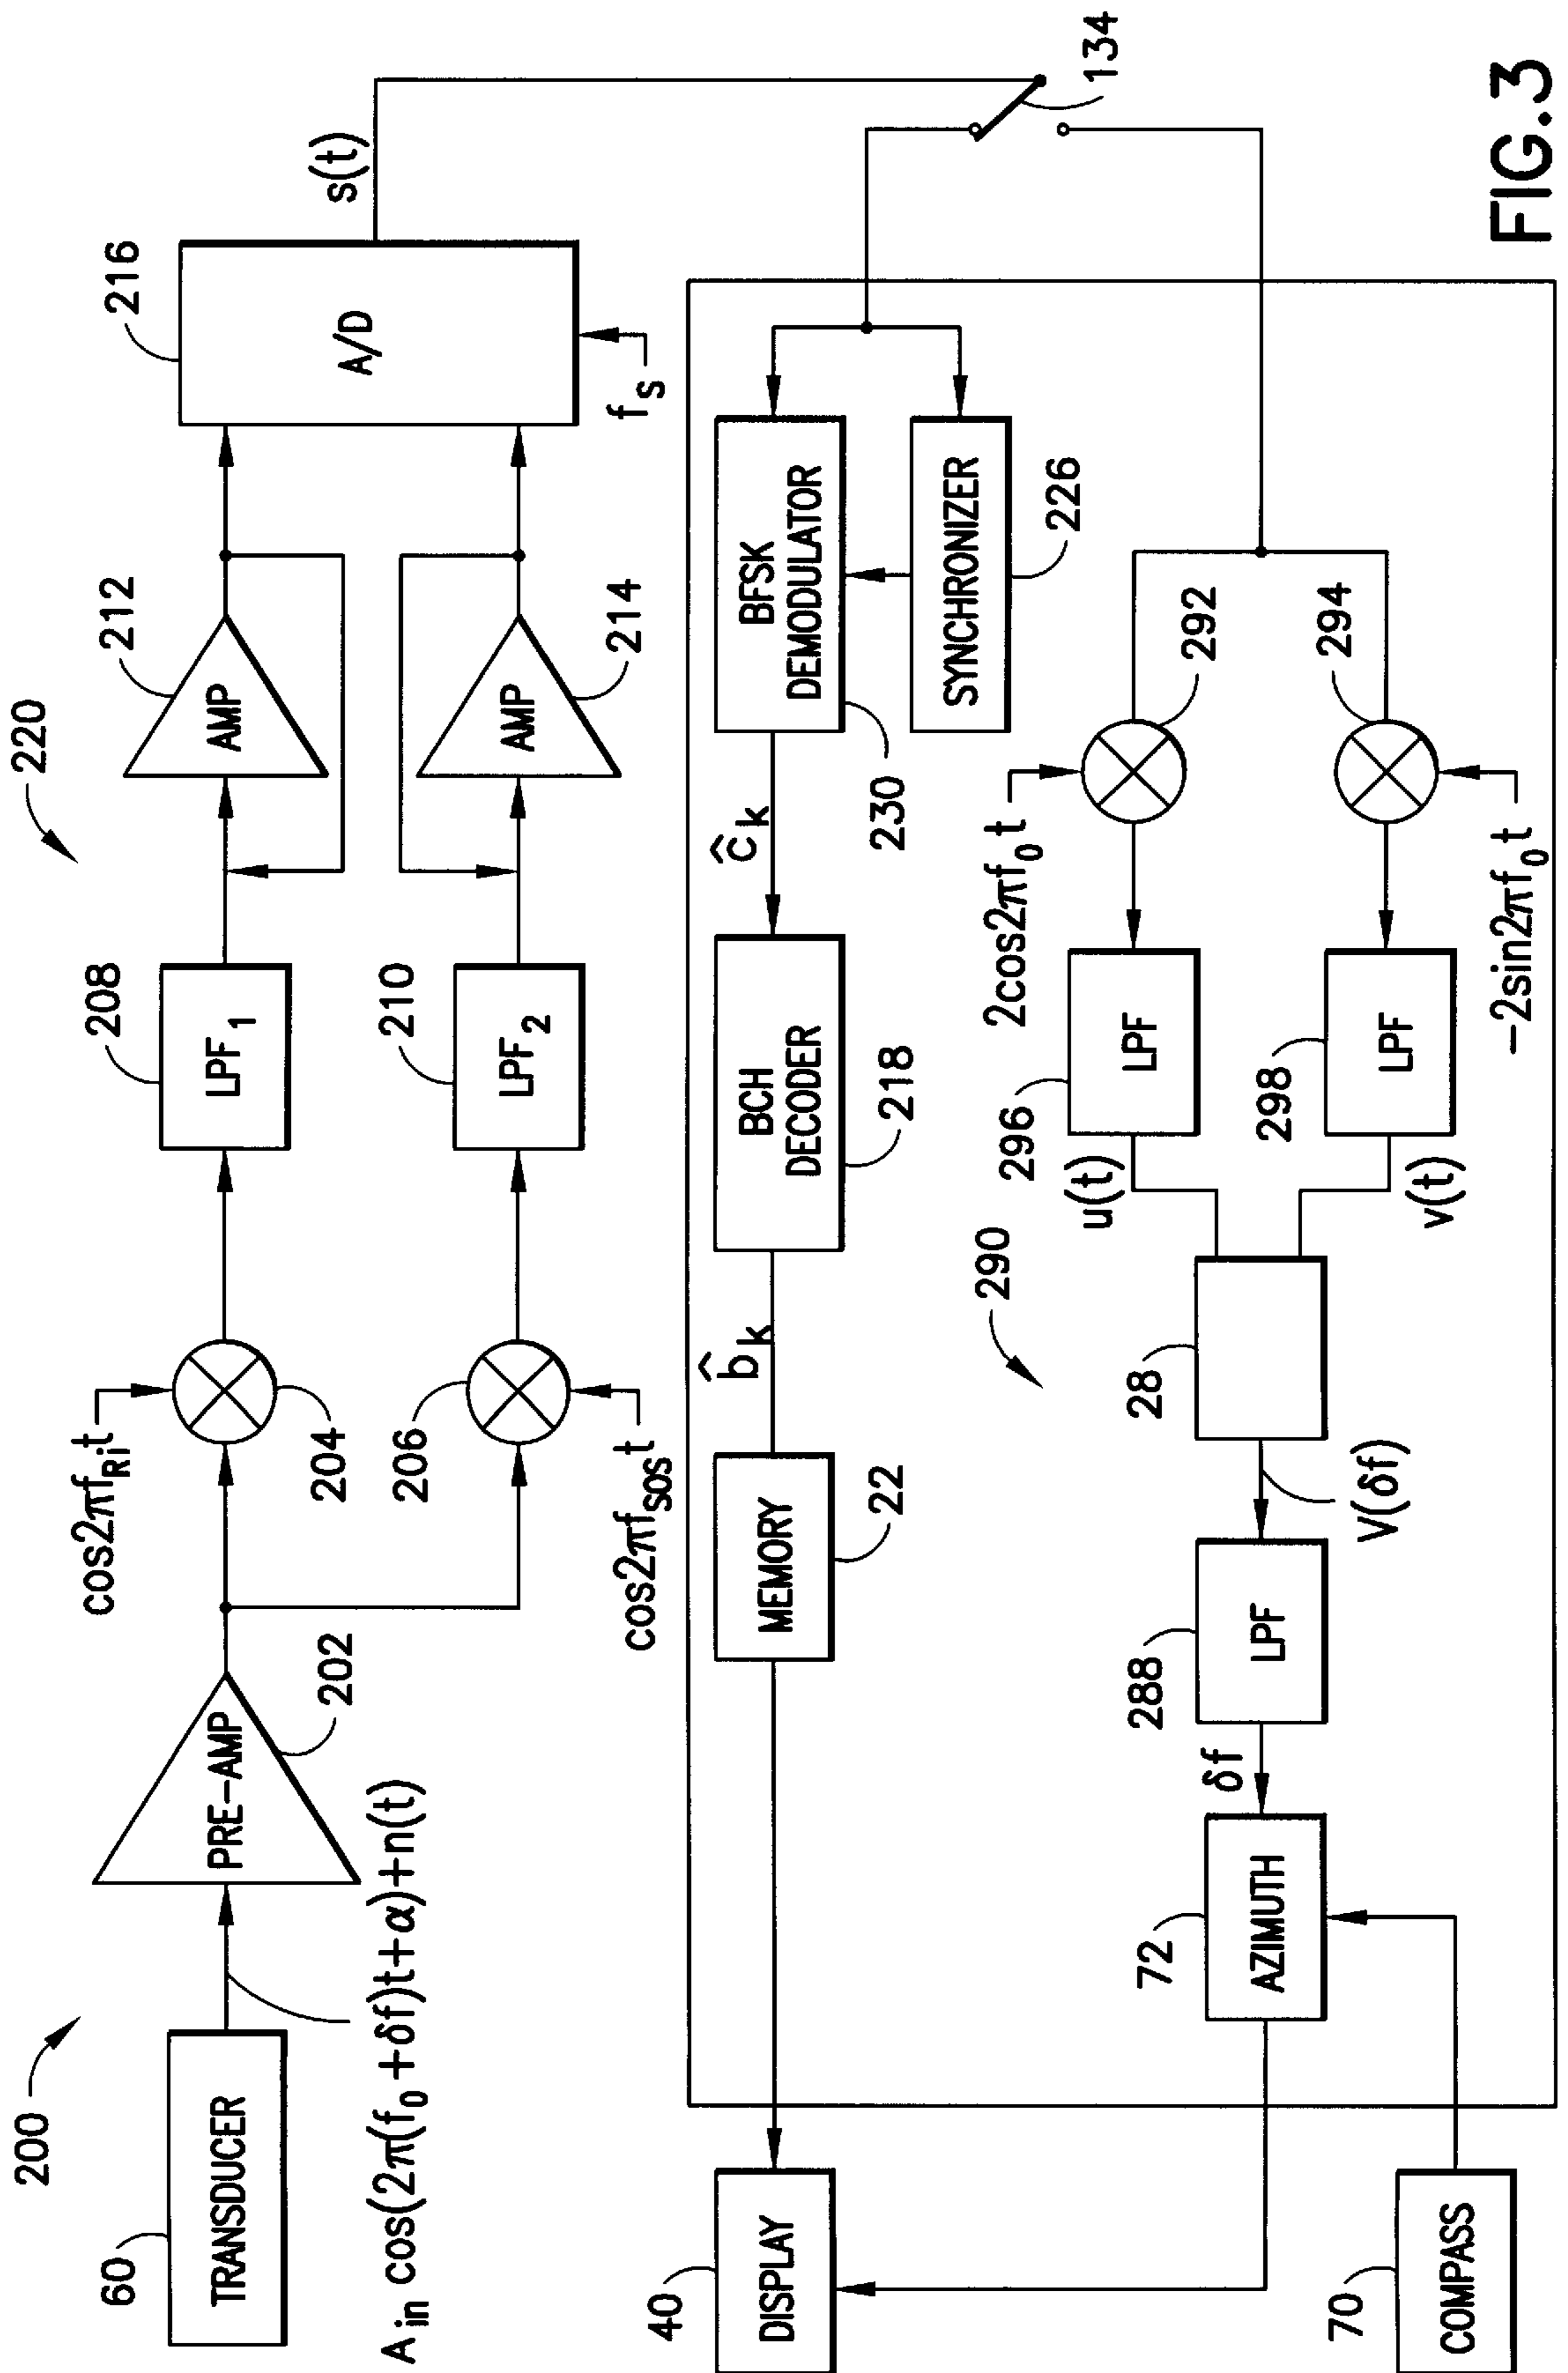 200
220
60
TRANSDUCER
A_in cos(2π(f_0+δf)t+α)+n(t)
PRE-AMP
202
cos2πf_Ri t
204
206
cos2πf_SOS t
208
LPF_1
210
LPF_2
212
AMP
214
AMP
216
A/D
f_s
s(t)
134
40
DISPLAY
MEMORY
22
b̂_k
BCH
DECODER
218
ĉ_k
BFSK
DEMODULATOR
230
SYNCHRONIZER
226
70
COMPASS
72
AZIMUTH
δf
288
LPF
V(δf)
28
290
u(t)
v(t)
296
LPF
298
LPF
2cos2πf_0 t
-2sin2πf_0 t
292
294
FIG.3